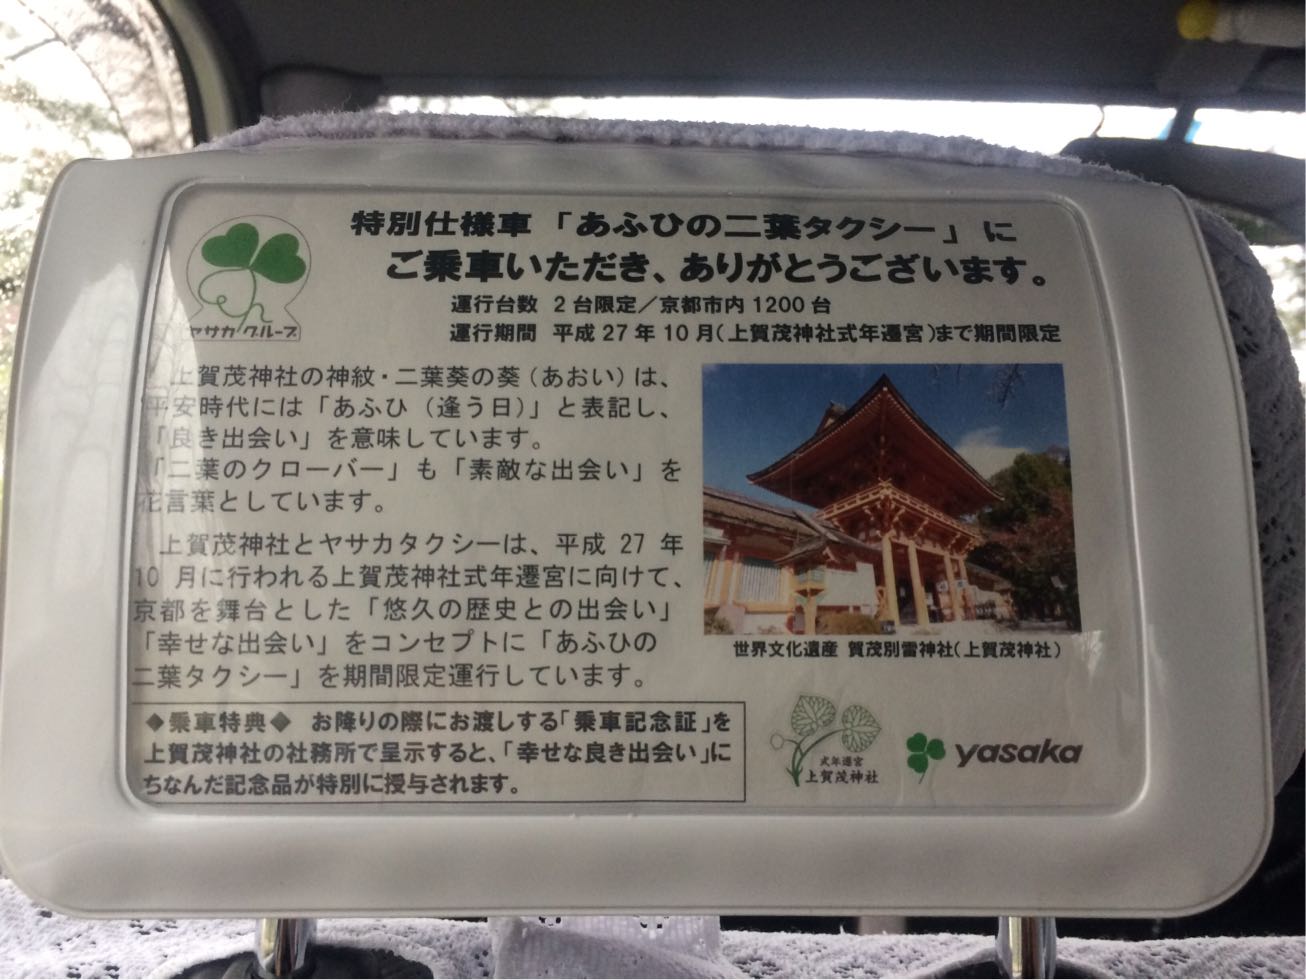 特別仕様車「あふひの二葉タクシー」に
ご乗車いただき、ありがとうございます。
運行台数 2台限定／京都市内1200台
運行期間 平成27年10月(上賀茂神社式年遷宮)まで期間限定
ヤサカグループ
上賀茂神社の神紋・二葉葵の葵(あおい)は、
平安時代には「あふひ(逢う日)」と表記し、
「良き出会い」を意味しています。
「二葉のクローバー」も「素敵な出会い」を
花言葉としています。
上賀茂神社とヤサカタクシーは、平成27年
10月に行われる上賀茂神社式年遷宮に向けて、
京都を舞台とした「悠久の歴史との出会い」
「幸せな出会い」をコンセプトに「あふひの
二葉タクシー」を期間限定運行しています。
世界文化遺産 賀茂別雷神社(上賀茂神社)
◆乗車特典◆ お降りの際にお渡しする「乗車記念証」を
上賀茂神社の社務所で呈示すると、「幸せな良き出会い」に
ちなんだ記念品が特別に授与されます。
式年遷宮
上賀茂神社
yasaka